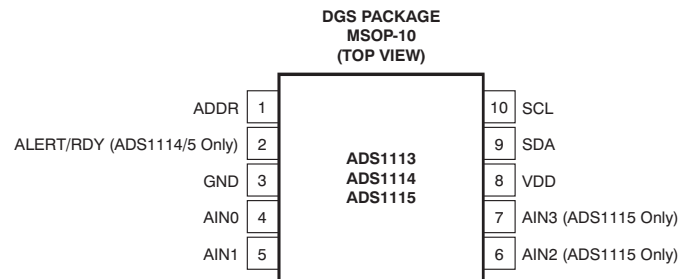 DGS PACKAGE
MSOP-10
(TOP VIEW)
ADDR 1 10 SCL
ALERT/RDY (ADS1114/5 Only) 2 9 SDA
ADS1113
GND 3 ADS1114 8 VDD
ADS1115
AIN0 4 7 AIN3 (ADS1115 Only)
AIN1 5 6 AIN2 (ADS1115 Only)